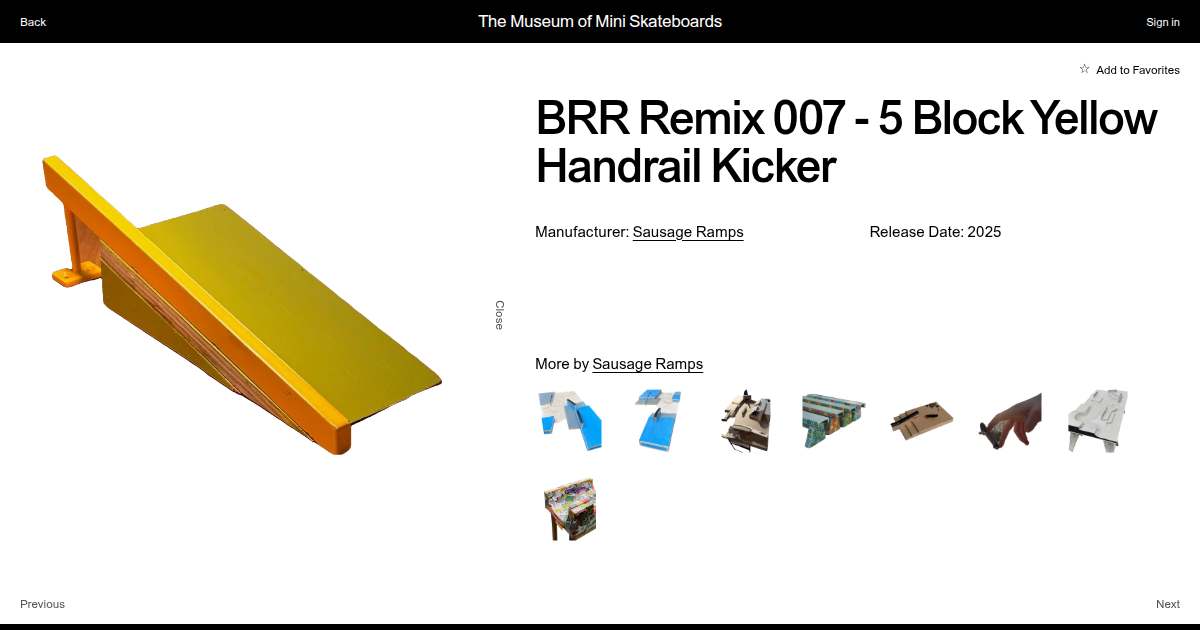 Back
The Museum of Mini Skateboards
Sign in
☆ Add to Favorites
BRR Remix 007 - 5 Block Yellow
Handrail Kicker
Manufacturer: Sausage Ramps
Release Date: 2025
Close
More by Sausage Ramps
Previous
Next